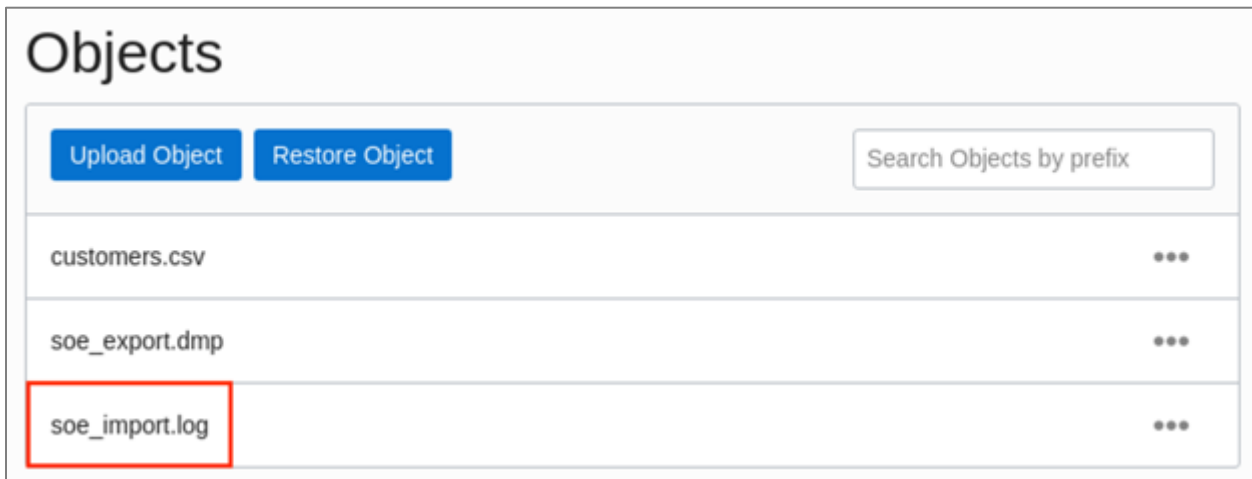 Objects
Upload Object Restore Object Search Objects by prefix
customers.csv
soe_export.dmp
soe_import.log